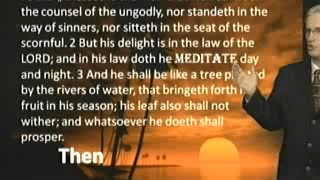 the counsel of the ungodly, nor standeth in the
way of sinners, nor sitteth in the seat of the
scornful. 2 But his delight is in the law of the
LORD; and in his law doth he MEDITATE day
and night. 3 And he shall be like a tree
by the rivers of water, that bringeth forth
fruit in his season; his leaf also shall not
wither; and whatsoever he doeth shall
prosper.
Then